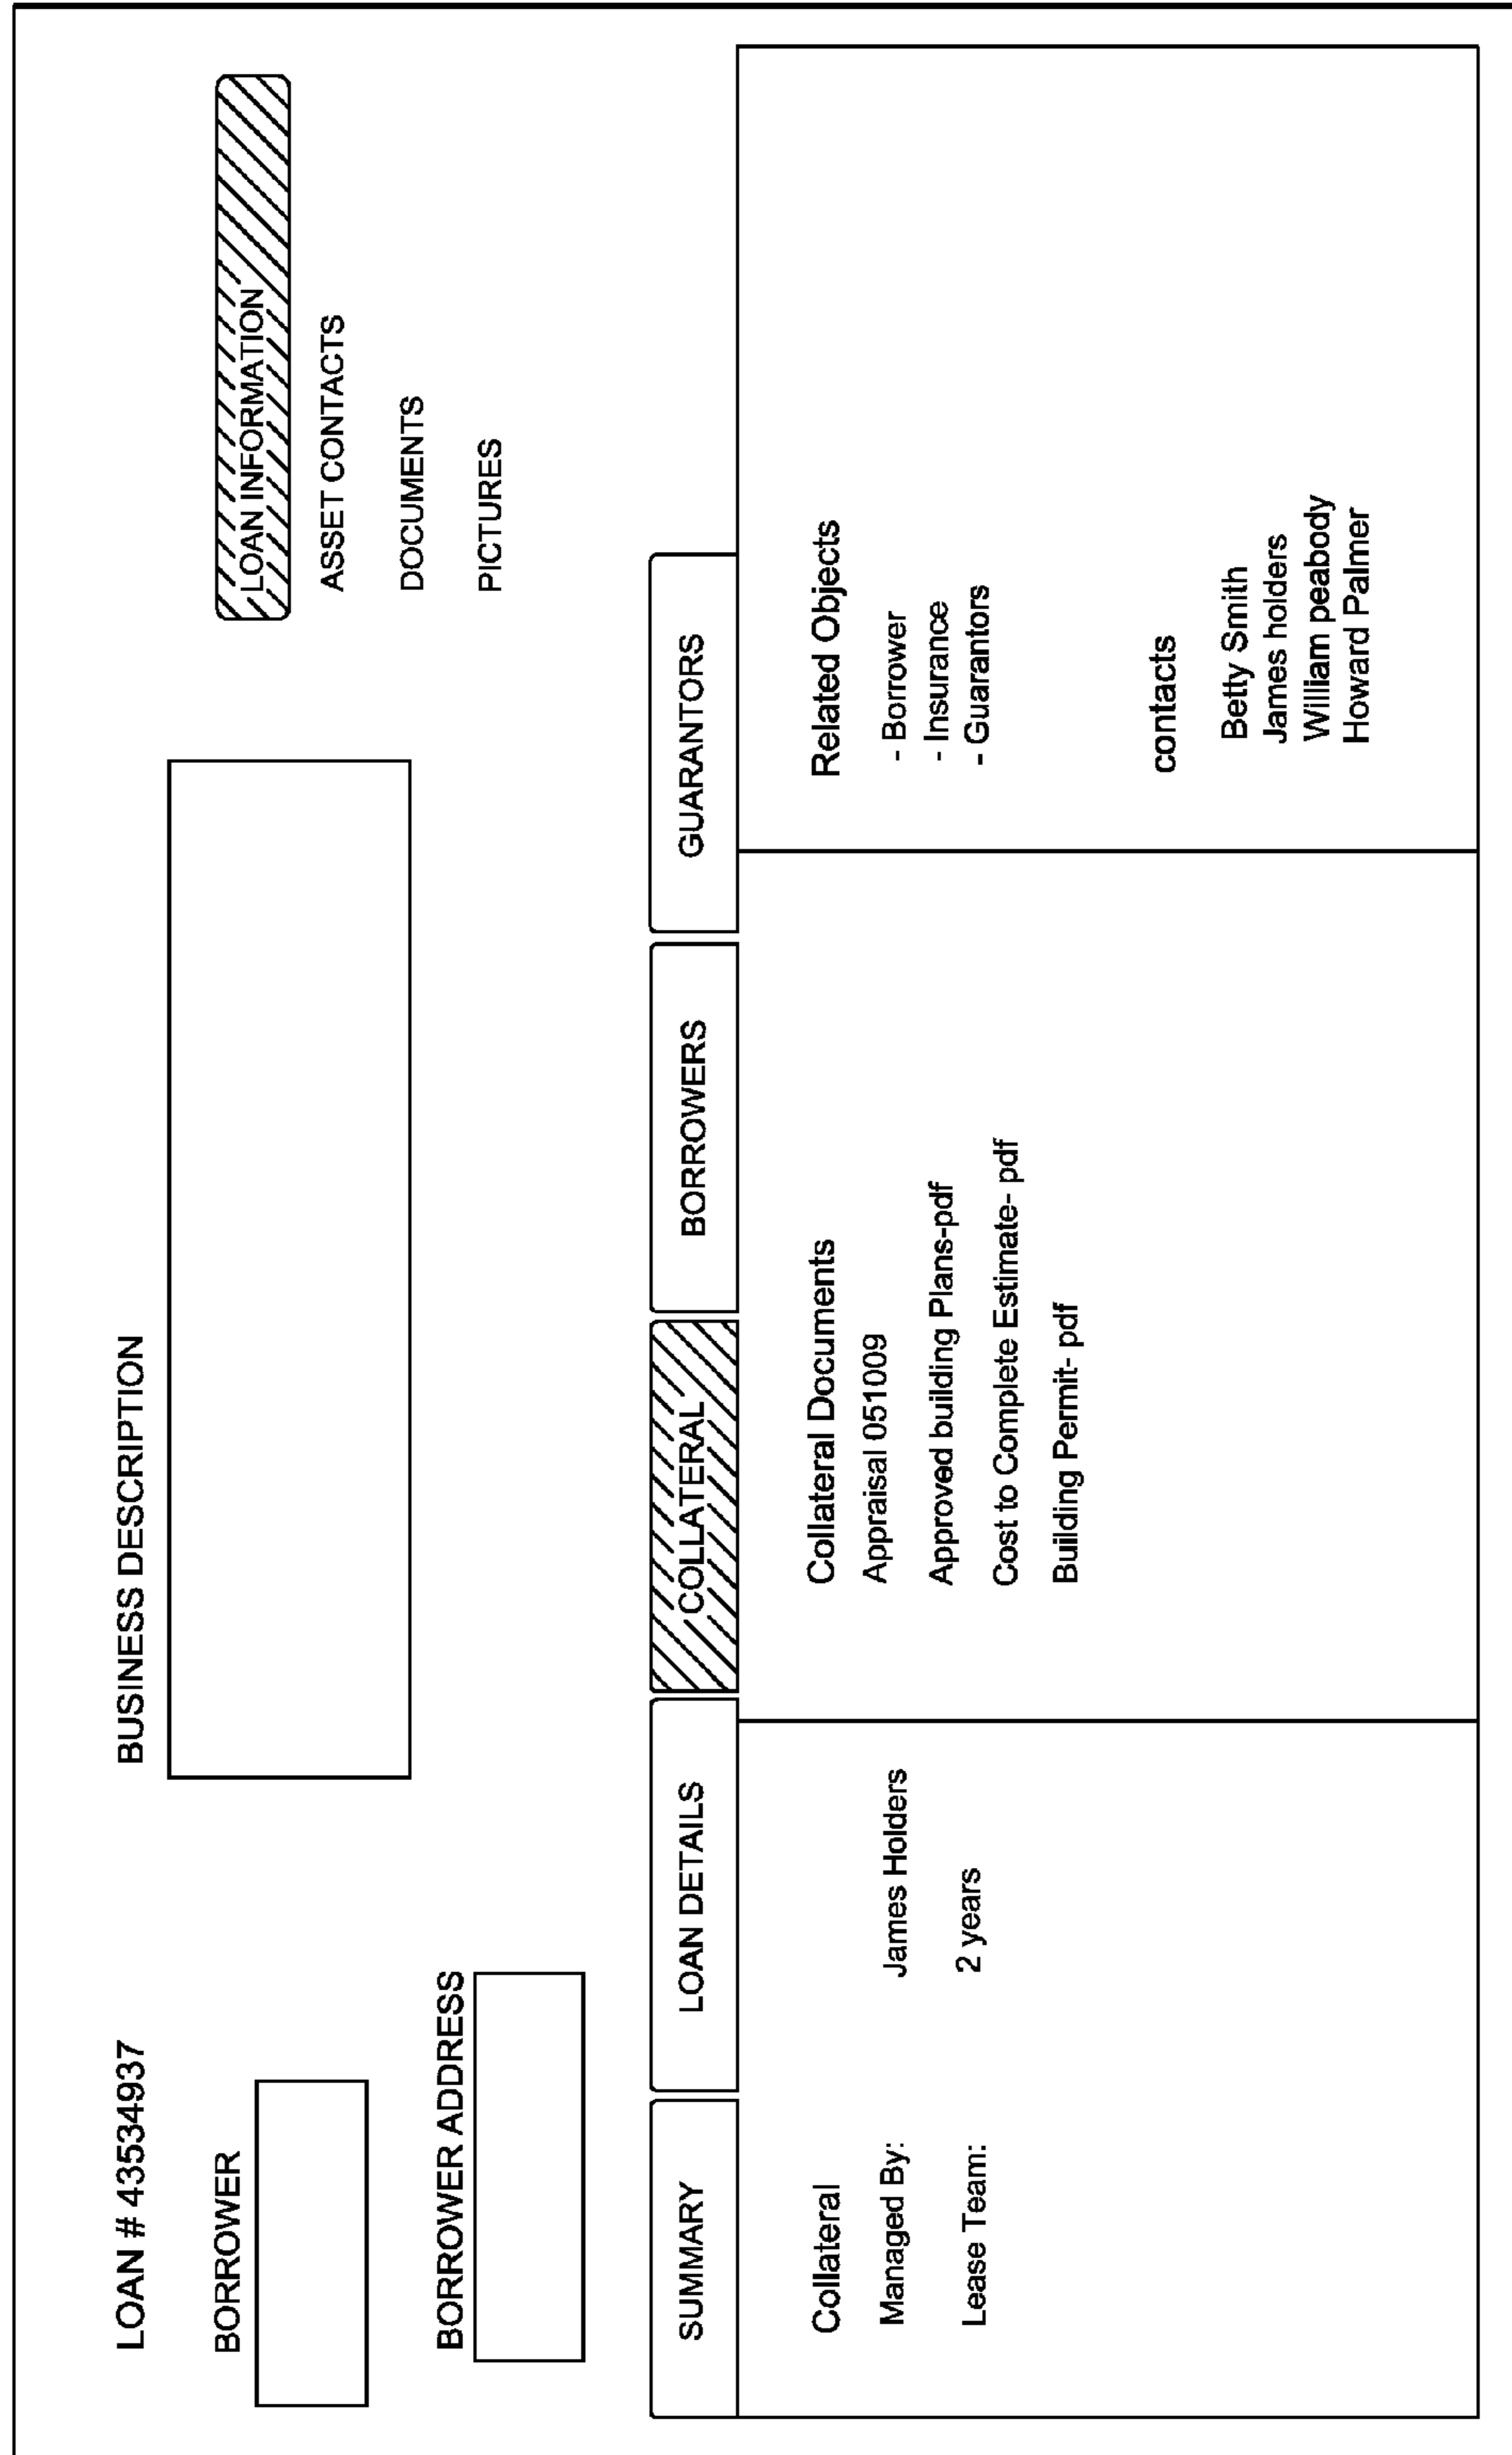 LOAN # 43534937
BORROWER
BORROWER ADDRESS
BUSINESS DESCRIPTION
LOAN INFORMATION
ASSET CONTACTS
DOCUMENTS
PICTURES
SUMMARY
LOAN DETAILS
COLLATERAL
BORROWERS
GUARANTORS
Collateral
Managed By: James Holders
Lease Team: 2 years
Collateral Documents
Appraisal 051009
Approved building Plans-pdf
Cost to Complete Estimate- pdf
Building Permit- pdf
Related Objects
- Borrower
- Insurance
- Guarantors
contacts
Betty Smith
James holders
William peabody
Howard Palmer